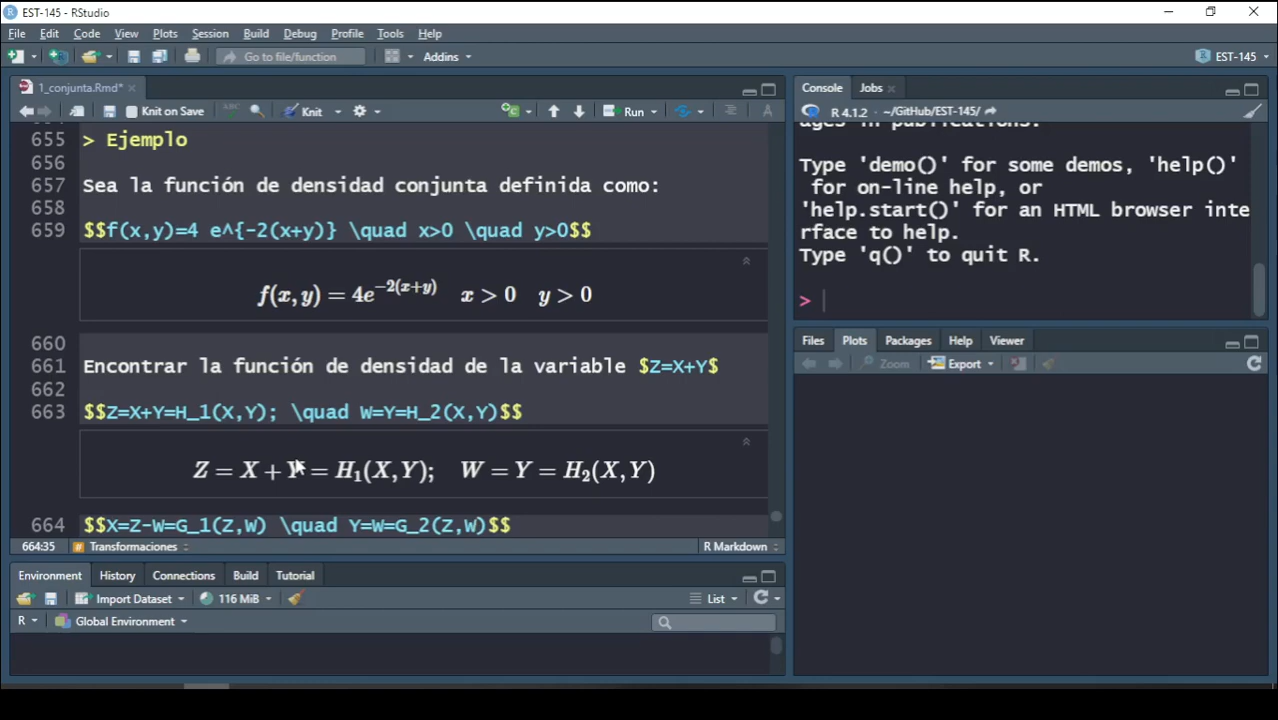 EST-145 - RStudio
File Edit Code View Plots Session Build Debug Profile Tools Help
Go to file/function Addins EST-145
1_conjunta.Rmd*
Knit on Save ABC Knit Run
655 > Ejemplo
656
657 Sea la función de densidad conjunta definida como:
658
659 $$f(x,y)=4 e^{-2(x+y)} \quad x>0 \quad y>0$$
f(x, y) = 4e^{−2(x+y)} x > 0 y > 0
660
661 Encontrar la función de densidad de la variable $Z=X+Y$
662
663 $$Z=X+Y=H_1(X,Y); \quad W=Y=H_2(X,Y)$$
Z = X + Y = H₁(X, Y); W = Y = H₂(X, Y)
664 $$X=Z-W=G_1(Z,W) \quad Y=W=G_2(Z,W)$$
664:35 # Transformaciones R Markdown
Environment History Connections Build Tutorial
Import Dataset 116 MiB List
R Global Environment
Console Jobs
R 4.1.2 · ~/GitHub/EST-145/
ages in publications.
Type 'demo()' for some demos, 'help()'
for on-line help, or
'help.start()' for an HTML browser inte
rface to help.
Type 'q()' to quit R.
>
Files Plots Packages Help Viewer
Zoom Export